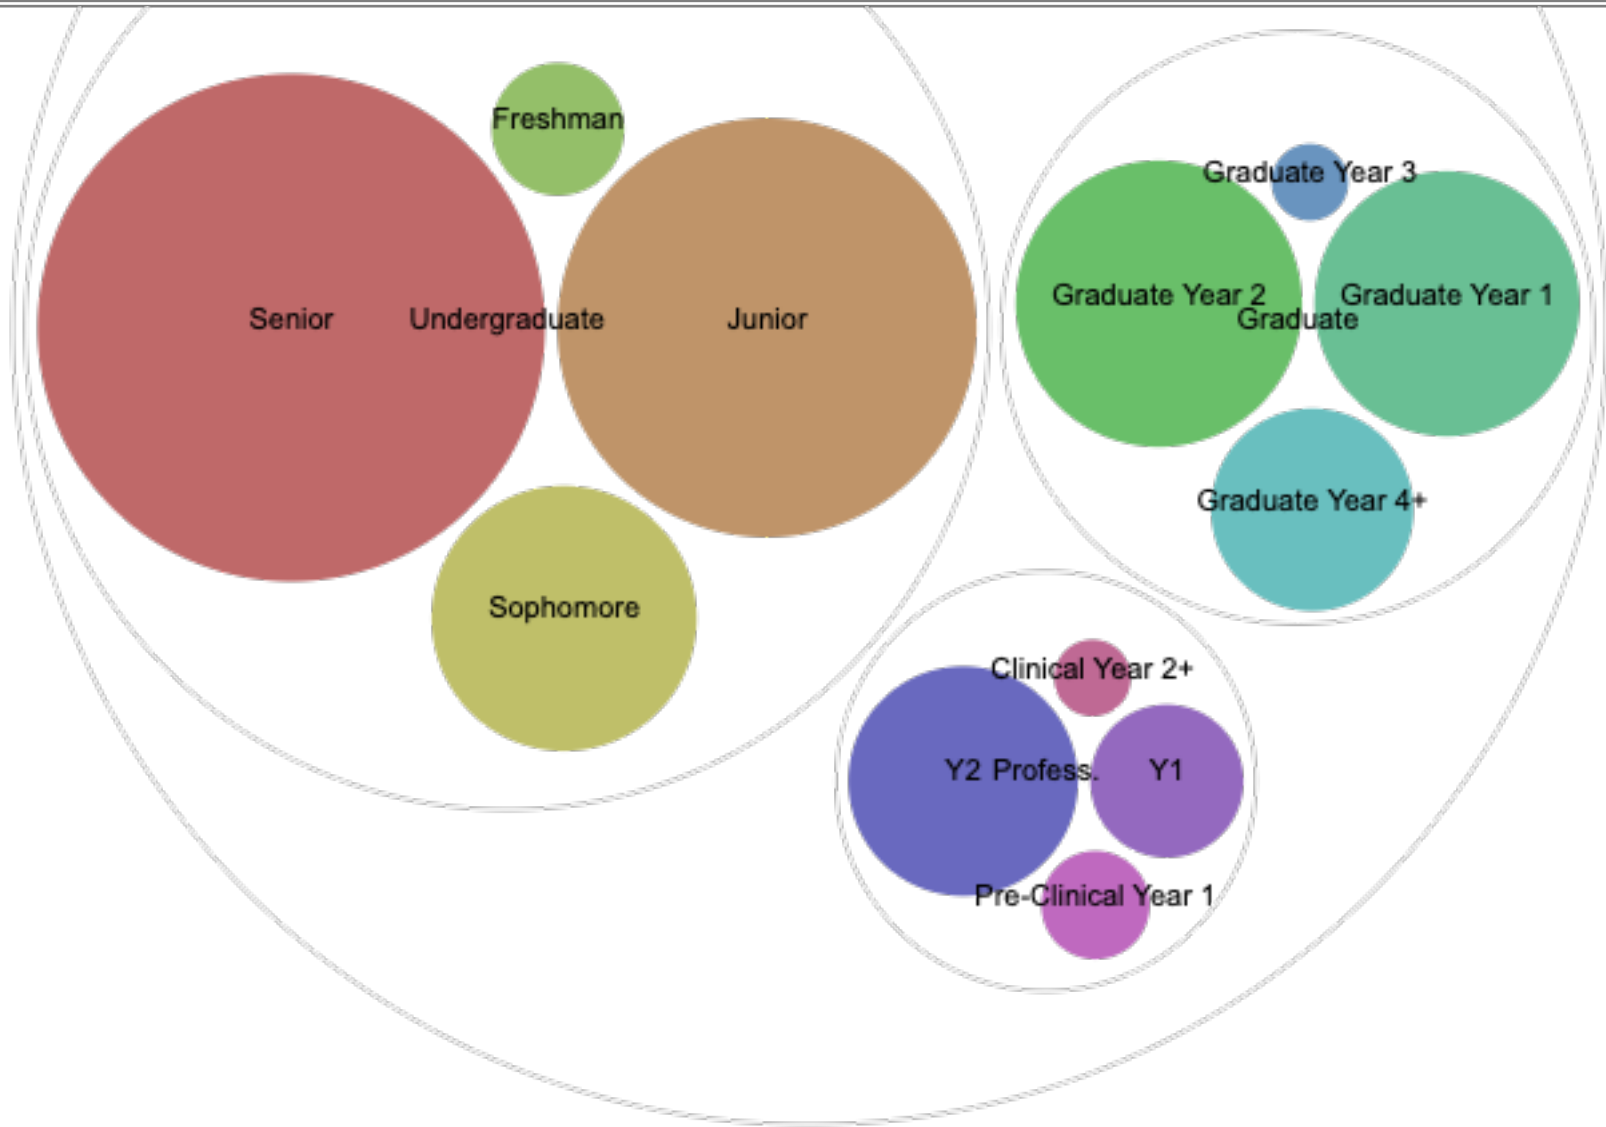 Freshman
Senior
Undergraduate
Junior
Sophomore
Graduate Year 3
Graduate Year 2
Graduate Year 1
Graduate
Graduate Year 4+
Clinical Year 2+
Y2
Profess.
Y1
Pre-Clinical Year 1